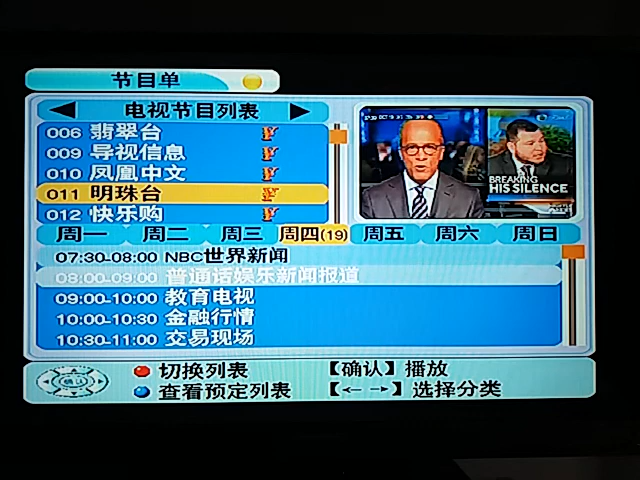 节目单
电视节目列表
006 翡翠台
009 导视信息
010 凤凰中文
011 明珠台
012 快乐购
BREAKING
HIS SILENCE
周一 周二 周三 周四(19) 周五 周六 周日
07:30-08:00 NBC世界新闻
08:00-09:00 普通话娱乐新闻报道
09:00-10:00 教育电视
10:00-10:30 金融行情
10:30-11:00 交易现场
确认 切换列表 【确认】播放
查看预定列表 【← →】选择分类